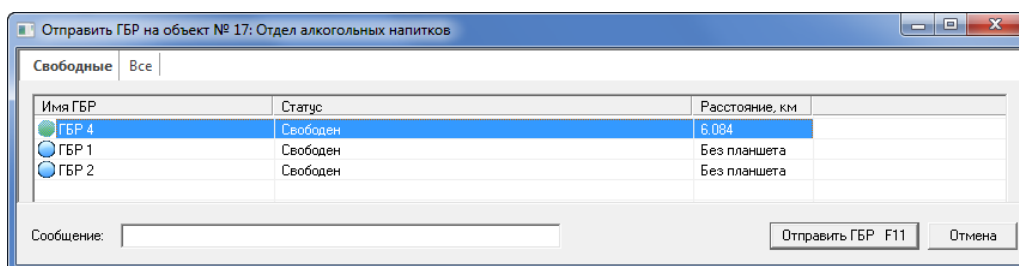 Отправить ГБР на объект № 17: Отдел алкогольных напитков
Свободные Все
Имя ГБР Статус Расстояние, км
ГБР 4 Свободен 6.084
ГБР 1 Свободен Без планшета
ГБР 2 Свободен Без планшета
Сообщение: Отправить ГБР F11 Отмена